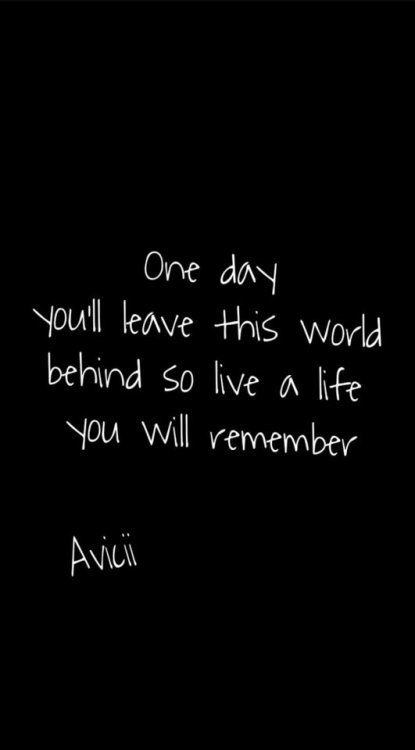 One day
you'll leave this world
behind so live a life
you will remember
Avicii